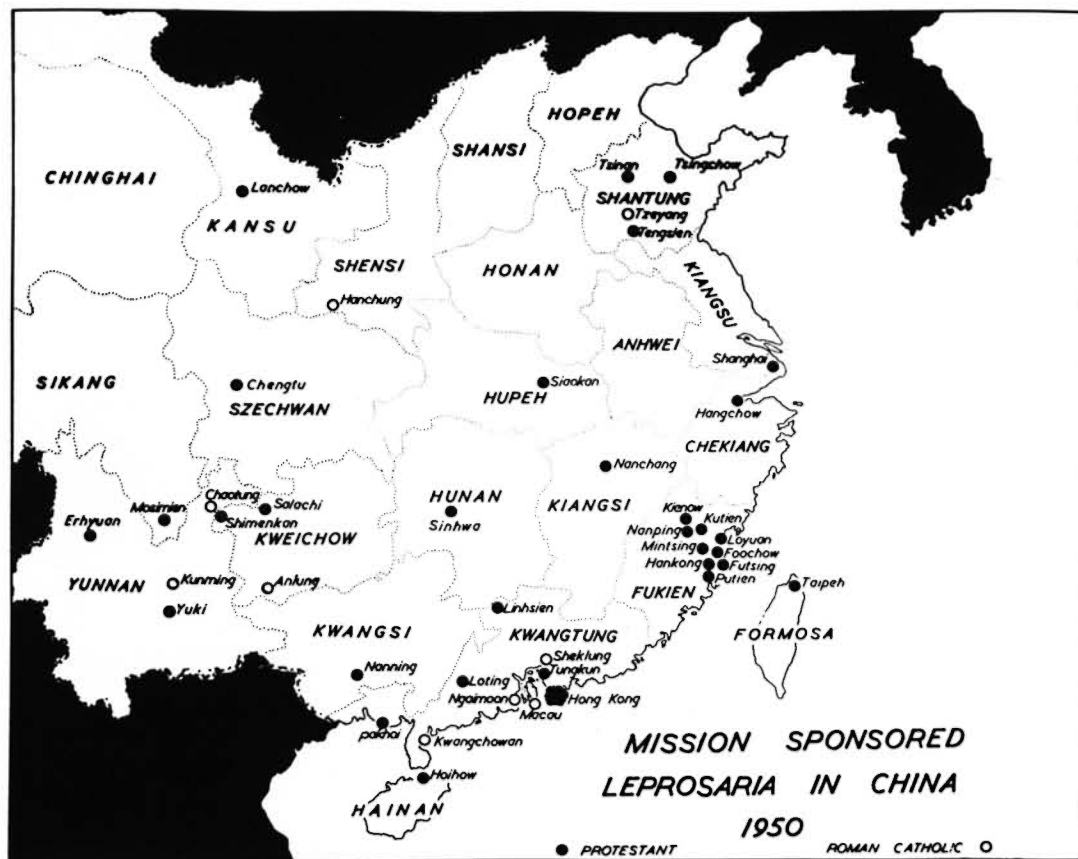 HOPEH
SHANSI
CHINGHAI
Tsinan
Tsingchow
Lanchow
SHANTUNG
KANSU
Tzeyang
Tengsien
SHENSI
HONAN
KIANGSU
Hanchung
ANHWEI
Shanghai
SIKANG
Chengtu
Siaokan
SZECHWAN
HUPEH
Hangchow
CHEKIANG
Nanchang
Chaotung
Salachi
HUNAN
KIANGSI
Mosimien
Shimenkan
Sinhwa
Kienow
Erhyuan
KWEICHOW
Nanping
Kutien
Loyuan
Mintsing
Foochow
Hankong
Futsing
YUNNAN
Kunming
Anlung
Putien
Taipeh
FUKIEN
Yuki
Linhsien
KWANGSI
KWANGTUNG
FORMOSA
Sheklung
Nanning
Loting
Tungkun
Ngaimoon
Hong Kong
Macau
pakhoi
Kwangchowan
Hoihow
HAINAN
MISSION SPONSORED
LEPROSARIA IN CHINA
1950
PROTESTANT ROMAN CATHOLIC